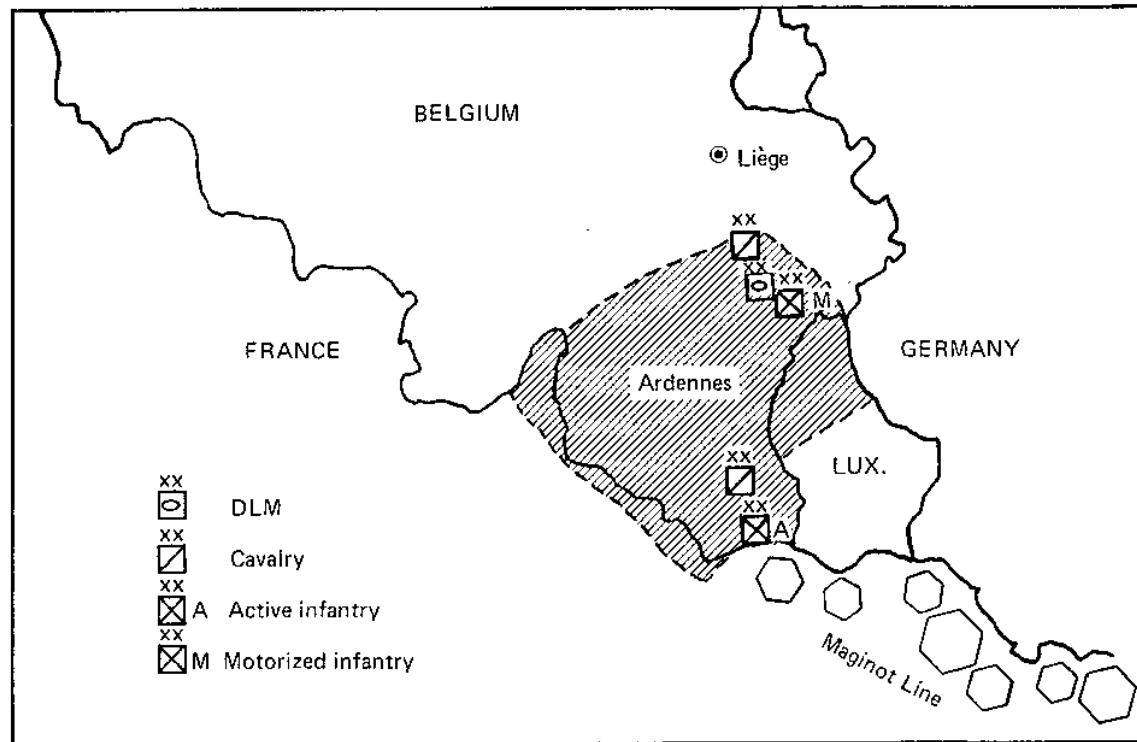 BELGIUM
Liège
XX
XX
XX
M
FRANCE
GERMANY
Ardennes
LUX.
XX
XX
A
XX
DLM
XX
Cavalry
XX
A Active infantry
XX
M Motorized infantry
Maginot Line